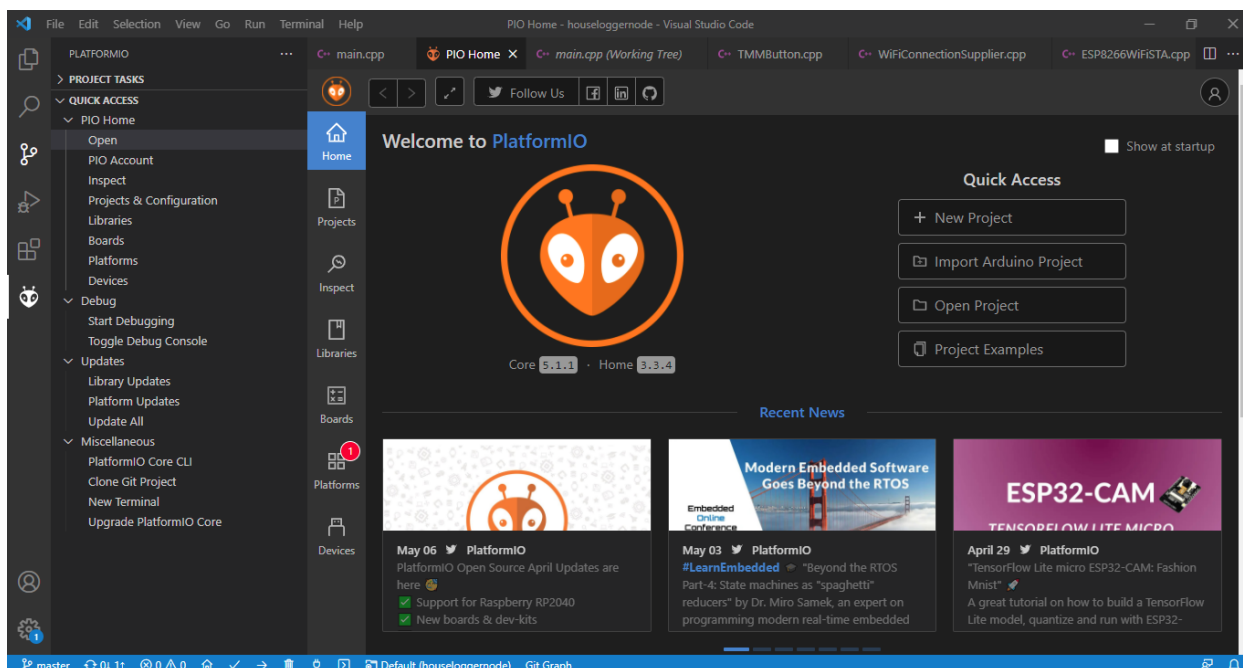 File Edit Selection View Go Run Terminal Help
PIO Home - houseloggernode - Visual Studio Code
PLATFORMIO
main.cpp
PIO Home
main.cpp (Working Tree)
TMMButton.cpp
WiFiConnectionSupplier.cpp
ESP8266WiFiSTA.cpp
PROJECT TASKS
QUICK ACCESS
PIO Home
Open
PIO Account
Inspect
Projects & Configuration
Libraries
Boards
Platforms
Devices
Debug
Start Debugging
Toggle Debug Console
Updates
Library Updates
Platform Updates
Update All
Miscellaneous
PlatformIO Core CLI
Clone Git Project
New Terminal
Upgrade PlatformIO Core
1
Follow Us
Home
Projects
Inspect
Libraries
Boards
1
Platforms
Devices
Welcome to PlatformIO
Show at startup
Core 5.1.1 · Home 3.3.4
Quick Access
+ New Project
Import Arduino Project
Open Project
Project Examples
Recent News
May 06 PlatformIO
PlatformIO Open Source April Updates are
here
Support for Raspberry RP2040
New boards & dev-kits
Modern Embedded Software
Goes Beyond the RTOS
Embedded
Online
Conference
May 03 PlatformIO
#LearnEmbedded "Beyond the RTOS
Part-4: State machines as "spaghetti"
reducers" by Dr. Miro Samek, an expert on
programming modern real-time embedded
ESP32-CAM
TENSORFLOW LITE MICRO
April 29 PlatformIO
"TensorFlow Lite micro ESP32-CAM: Fashion
Mnist"
A great tutorial on how to build a TensorFlow
Lite model, quantize and run with ESP32-
master 0↓ 1↑ 0 0 Default (houseloggernode) Git Graph